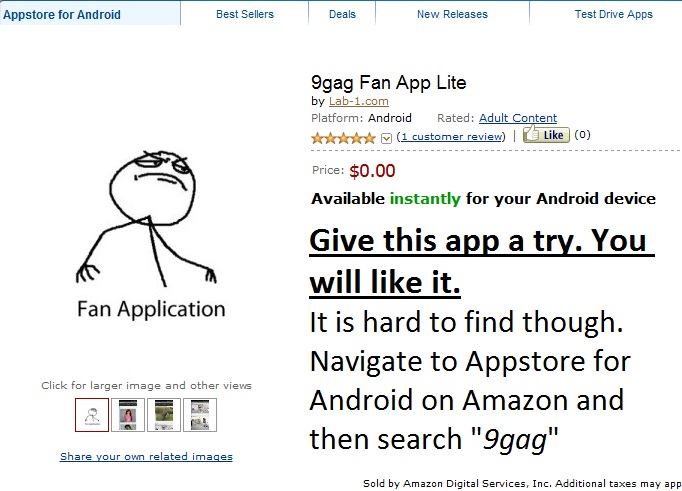 Appstore for Android
Best Sellers
Deals
New Releases
Test Drive Apps
9gag Fan App Lite
by Lab-1.com
Platform: Android Rated: Adult Content
(1 customer review) | Like (0)
Price: $0.00
Available instantly for your Android device
Give this app a try. You
will like it.
It is hard to find though.
Navigate to Appstore for
Android on Amazon and
then search "9gag"
Fan Application
Click for larger image and other views
Share your own related images
Sold by Amazon Digital Services, Inc. Additional taxes may app